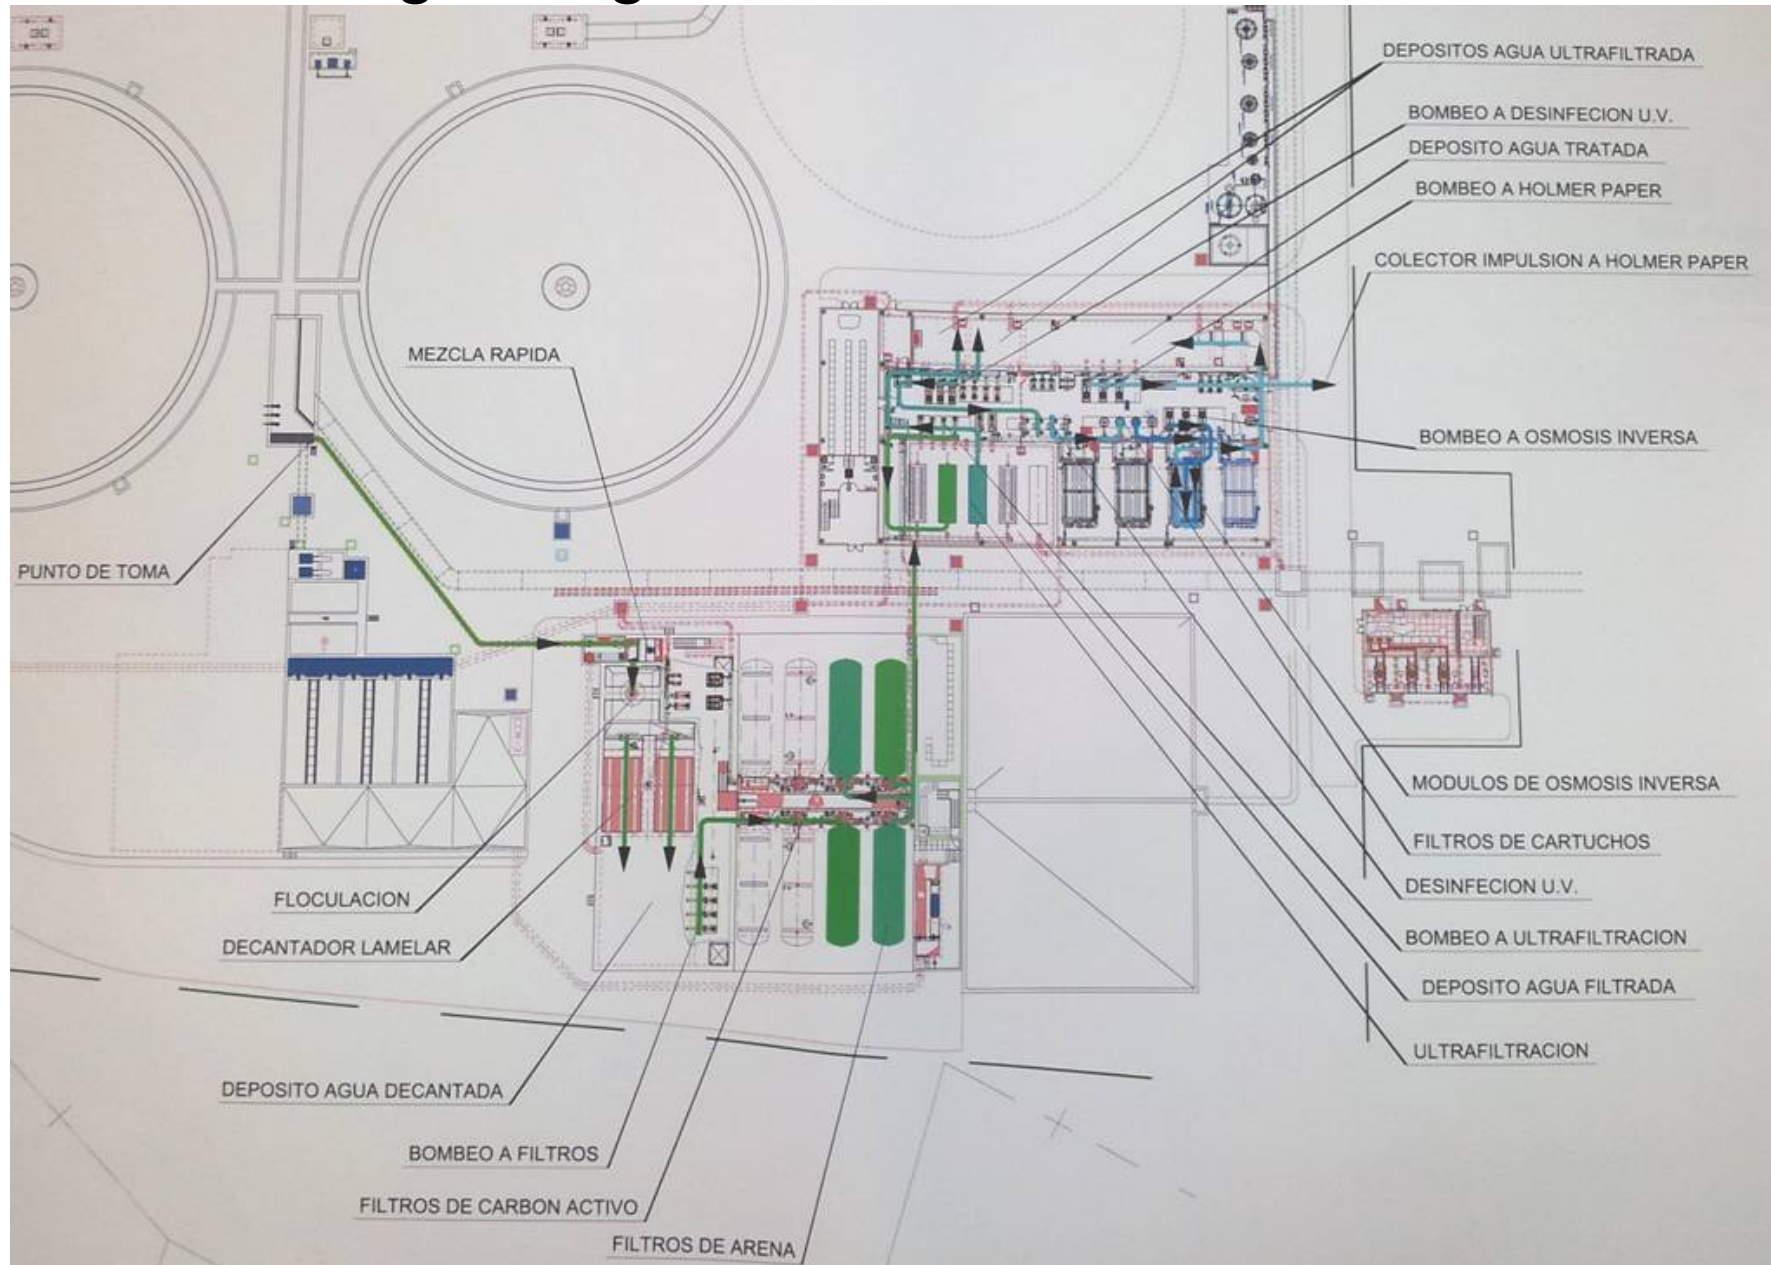 DEPOSITOS AGUA ULTRAFILTRADA
BOMBEO A DESINFECION U.V.
DEPOSITO AGUA TRATADA
BOMBEO A HOLMER PAPER
COLECTOR IMPULSION A HOLMER PAPER
MEZCLA RAPIDA
BOMBEO A OSMOSIS INVERSA
PUNTO DE TOMA
MODULOS DE OSMOSIS INVERSA
FILTROS DE CARTUCHOS
FLOCULACION
DESINFECION U.V.
DECANTADOR LAMELAR
BOMBEO A ULTRAFILTRACION
DEPOSITO AGUA FILTRADA
ULTRAFILTRACION
DEPOSITO AGUA DECANTADA
BOMBEO A FILTROS
FILTROS DE CARBON ACTIVO
FILTROS DE ARENA